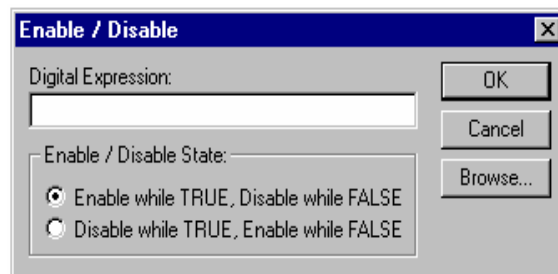 Enable / Disable
Digital Expression:
OK
Cancel
Enable / Disable State:
Browse...
Enable while TRUE, Disable while FALSE
Disable while TRUE, Enable while FALSE